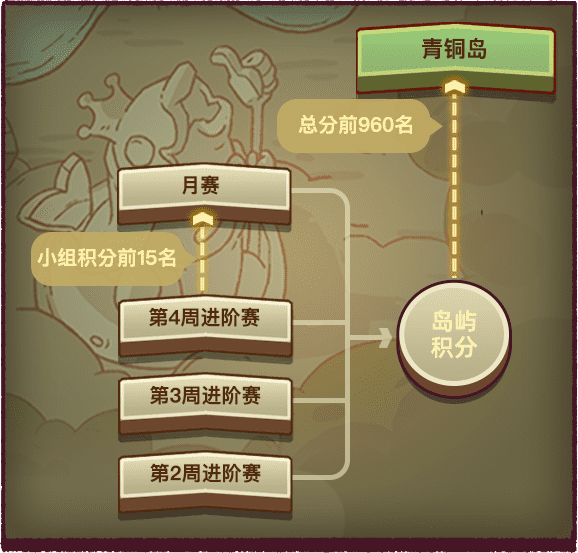 青铜岛
总分前960名
月赛
小组积分前15名
第4周进阶赛
岛屿
积分
第3周进阶赛
第2周进阶赛